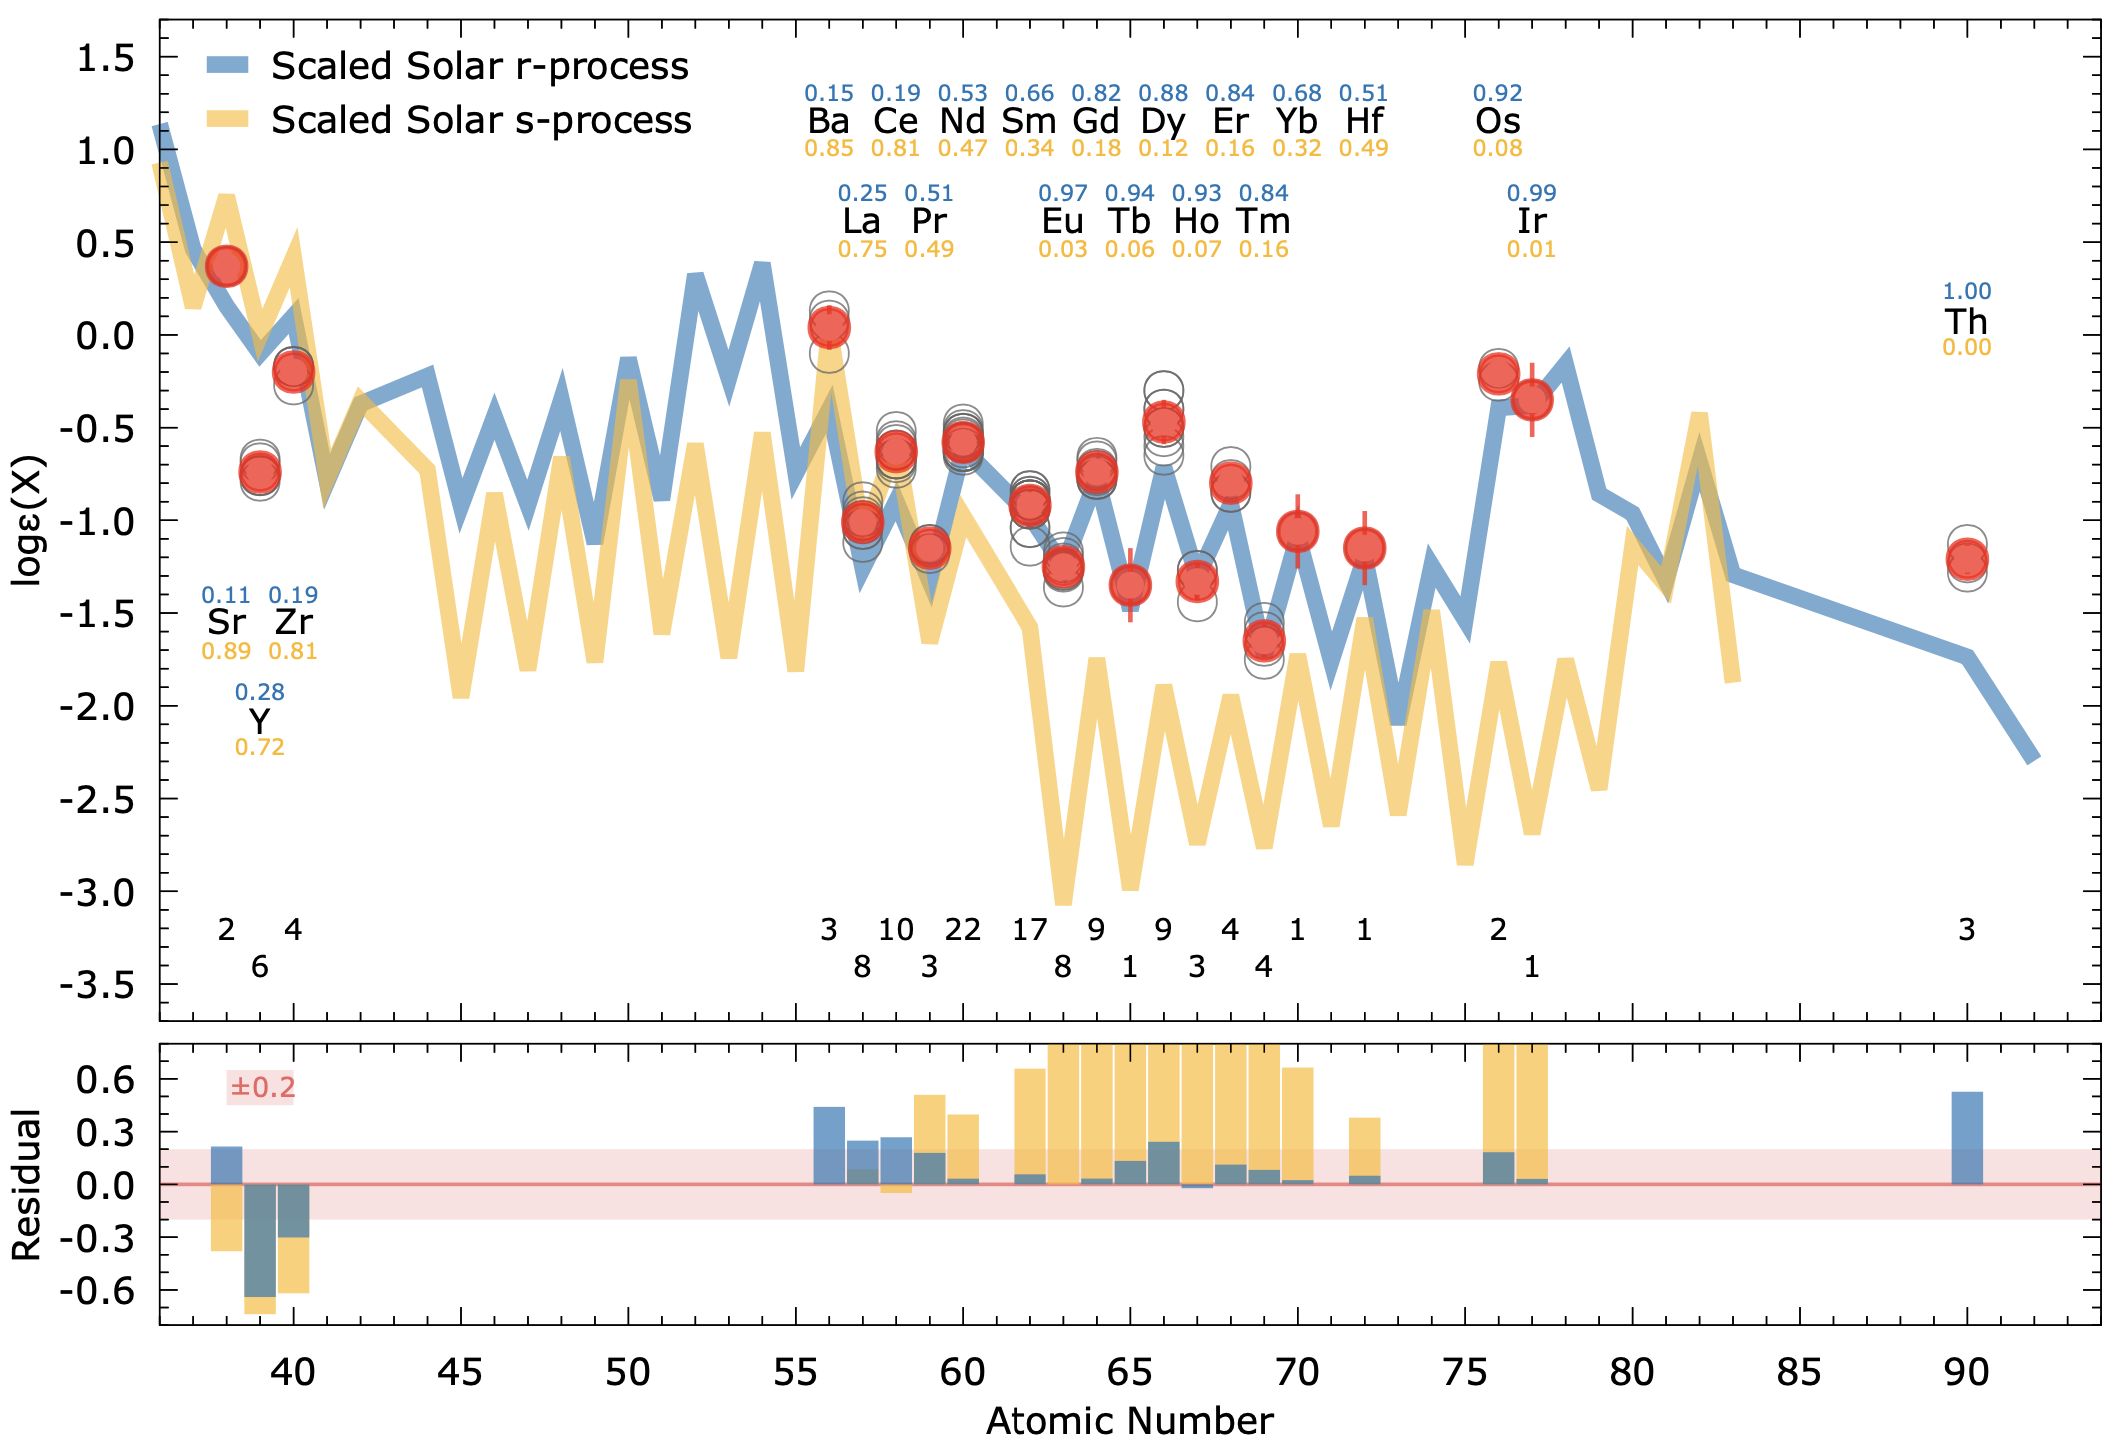 1.5
1.0
0.5
0.0
-0.5
-1.0
-1.5
-2.0
-2.5
-3.0
-3.5
logε(X)
Scaled Solar r-process
Scaled Solar s-process
0.15 0.19 0.53 0.66 0.82 0.88 0.84 0.68 0.51 0.92
Ba Ce Nd Sm Gd Dy Er Yb Hf Os
0.85 0.81 0.47 0.34 0.18 0.12 0.16 0.32 0.49 0.08
0.25 0.51 0.97 0.94 0.93 0.84 0.99
La Pr Eu Tb Ho Tm Ir
0.75 0.49 0.03 0.06 0.07 0.16 0.01
1.00
Th
0.00
0.11 0.19
Sr Zr
0.89 0.81
0.28
Y
0.72
2 4 3 10 22 17 9 9 4 1 1 2 3
6 8 3 8 1 3 4 1
±0.2
0.6
0.3
0.0
-0.3
-0.6
Residual
40 45 50 55 60 65 70 75 80 85 90
Atomic Number